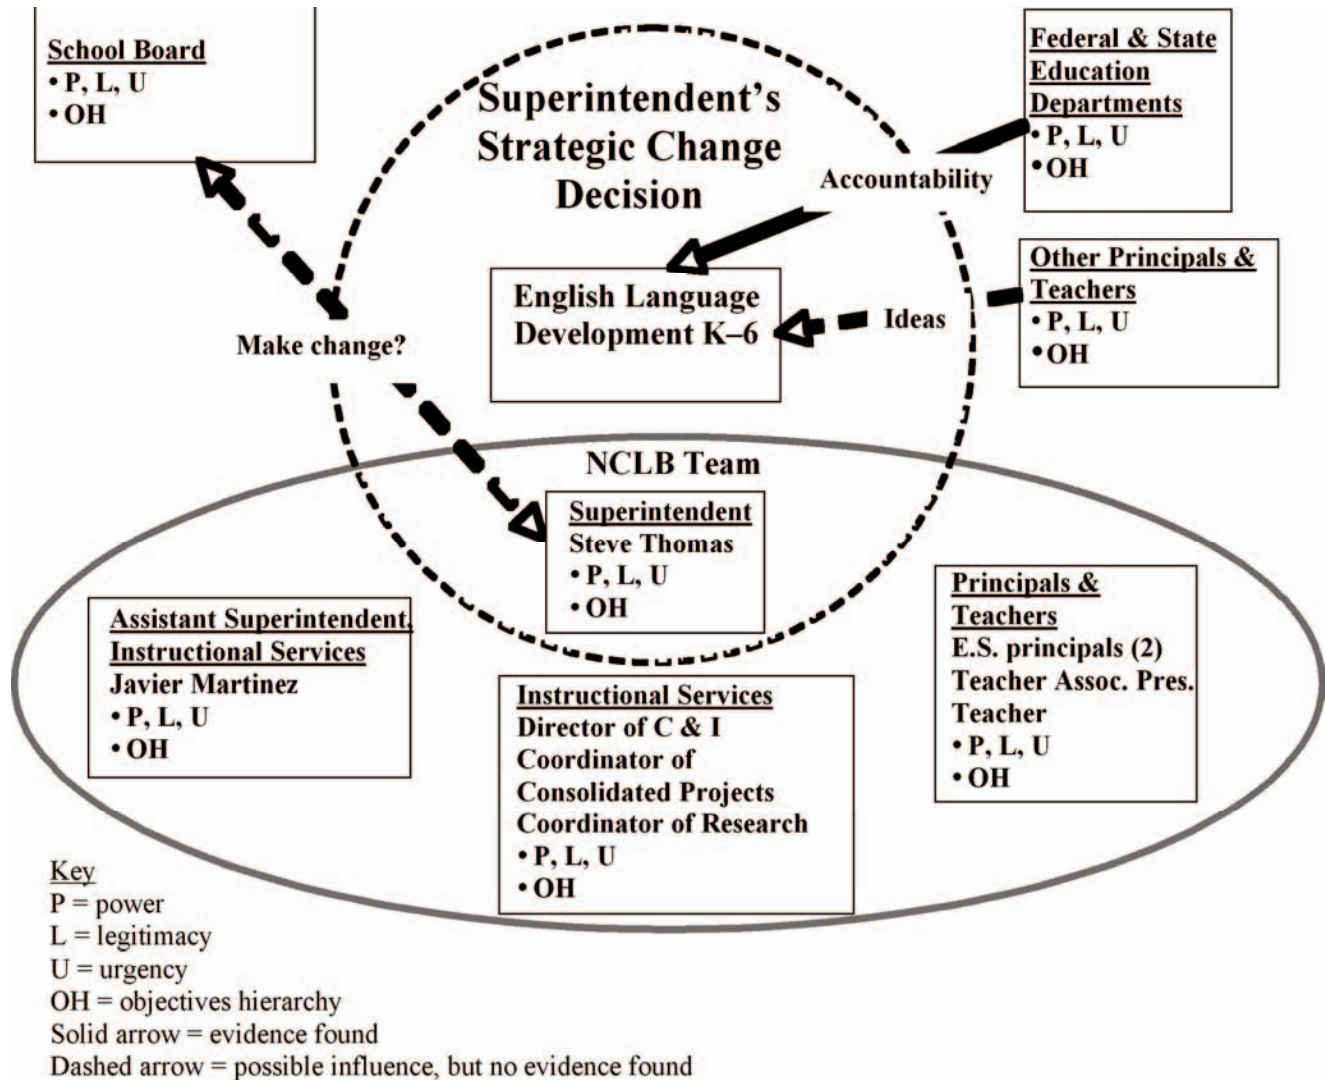 School Board
• P, L, U
• OH
Superintendent's
Strategic Change
Decision
Federal & State
Education
Departments
• P, L, U
• OH
Accountability
Other Principals &
Teachers
• P, L, U
• OH
English Language
Development K–6
Ideas
Make change?
NCLB Team
Superintendent
Steve Thomas
• P, L, U
• OH
Assistant Superintendent,
Instructional Services
Javier Martinez
• P, L, U
• OH
Instructional Services
Director of C & I
Coordinator of
Consolidated Projects
Coordinator of Research
• P, L, U
• OH
Principals &
Teachers
E.S. principals (2)
Teacher Assoc. Pres.
Teacher
• P, L, U
• OH
Key
P = power
L = legitimacy
U = urgency
OH = objectives hierarchy
Solid arrow = evidence found
Dashed arrow = possible influence, but no evidence found